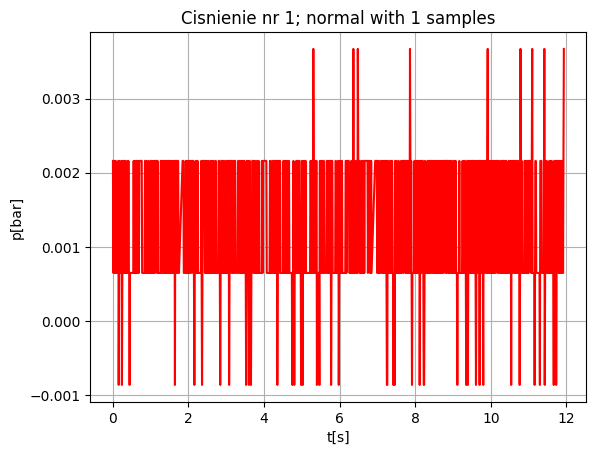 Cisnienie nr 1; normal with 1 samples
p[bar]
0.003
0.002
0.001
0.000
−0.001
0 2 4 6 8 10 12
t[s]